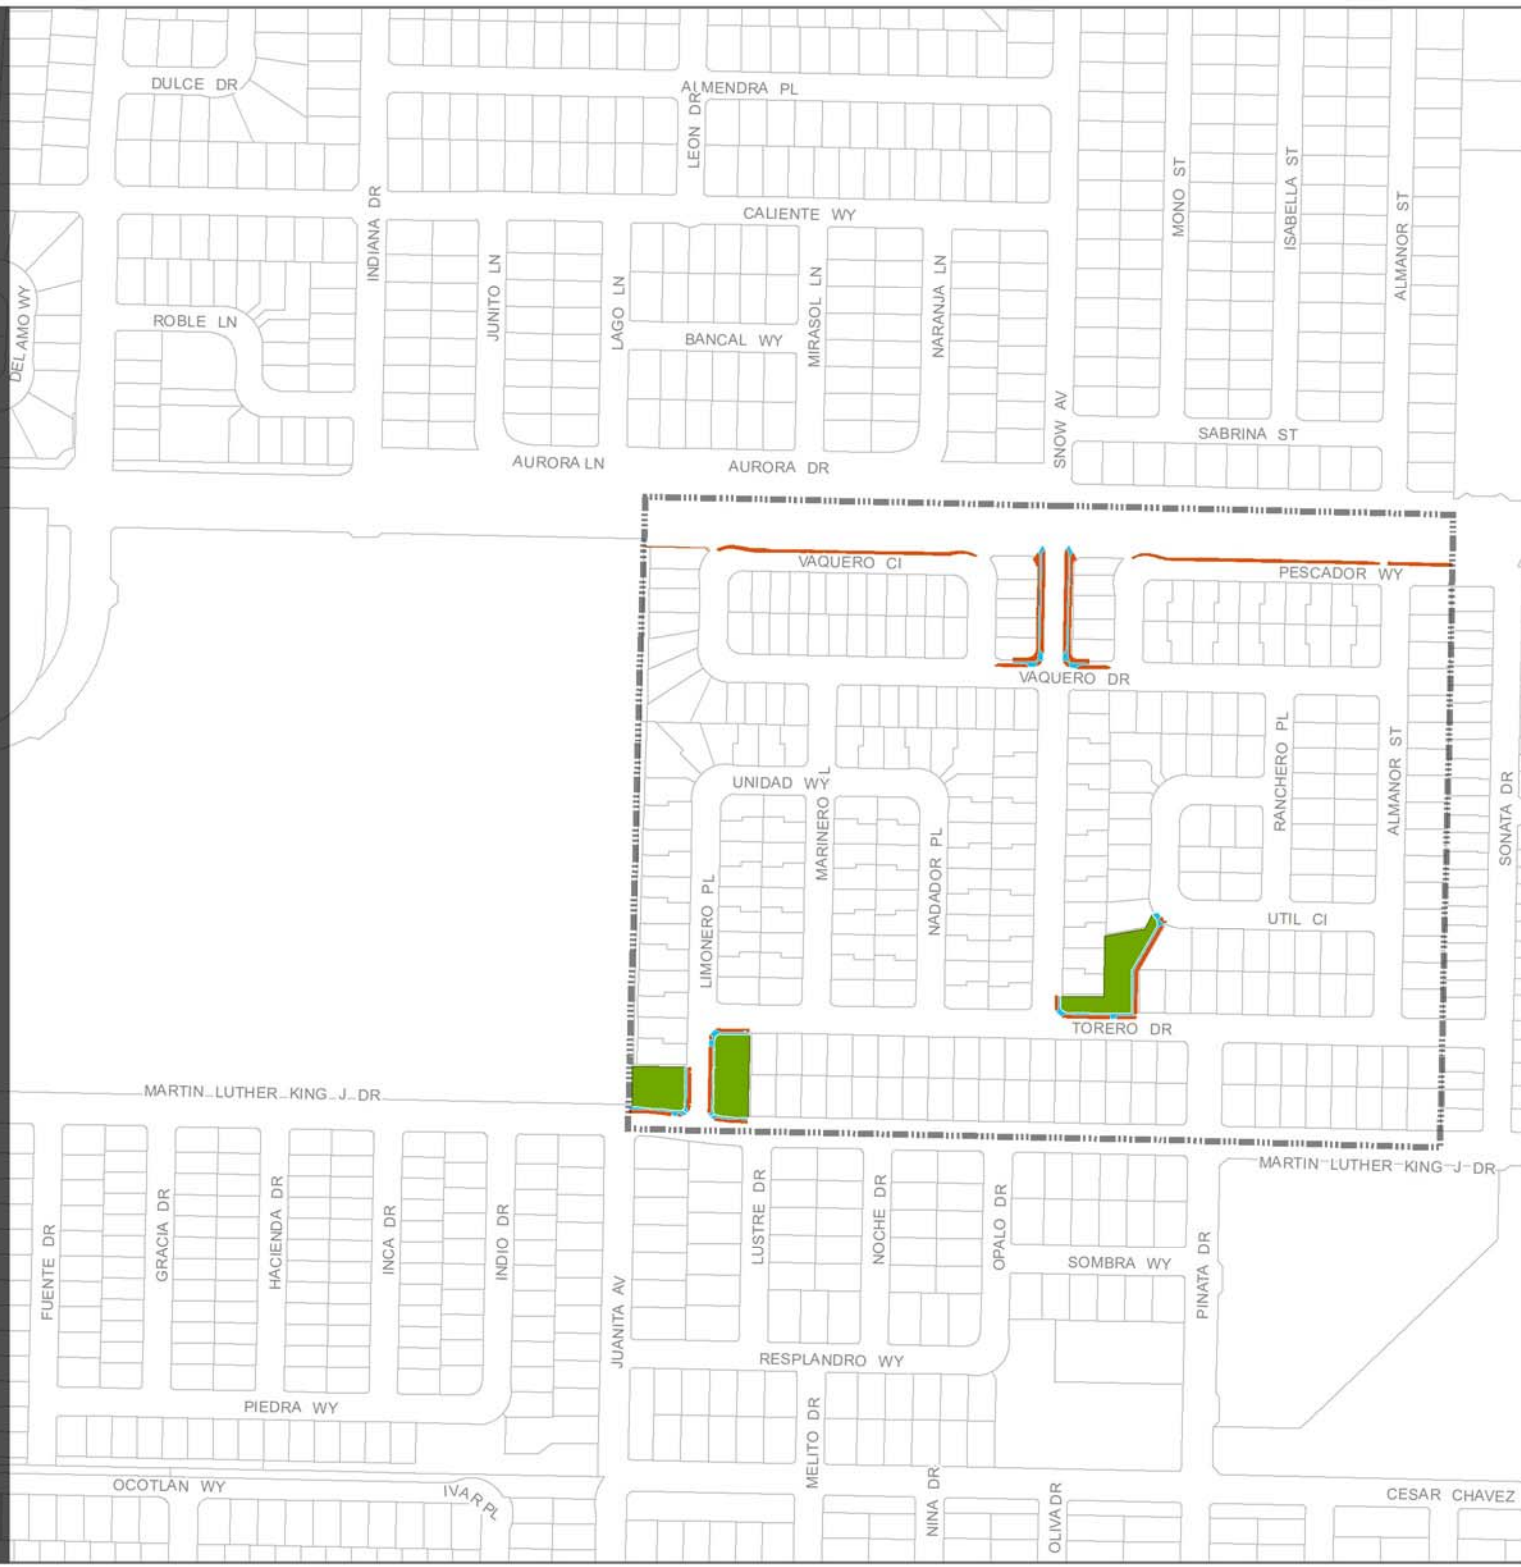 DULCE DR
ALMENDRA PL
LEON DR
INDIANA DR
CALIENTE WY
MONO ST
ISABELLA ST
ALMANOR ST
DEL AMO WY
ROBLE LN
JUNITO LN
LAGO LN
BANCAL WY
MIRASOL LN
NARANJA LN
SNOW AV
SABRINA ST
AURORA LN
AURORA DR
VAQUERO CI
PESCADOR WY
VAQUERO DR
UNIDAD WY
MARINERO L
NADADOR PL
LIMONERO PL
RANCHERO PL
ALMANOR ST
SONATA DR
UTIL CI
TORERO DR
MARTIN LUTHER KING J DR
MARTIN LUTHER KING J DR
FUENTE DR
GRACIA DR
HACIENDA DR
INCA DR
INDIO DR
JUANITA AV
LUSTRE DR
NOCHE DR
OPALO DR
SOMBRA WY
PINATA DR
RESPLANDRO WY
PIEDRA WY
MELITO DR
OCOTLAN WY
IVAR PL
NINA DR
OLIVA DR
CESAR CHAVEZ